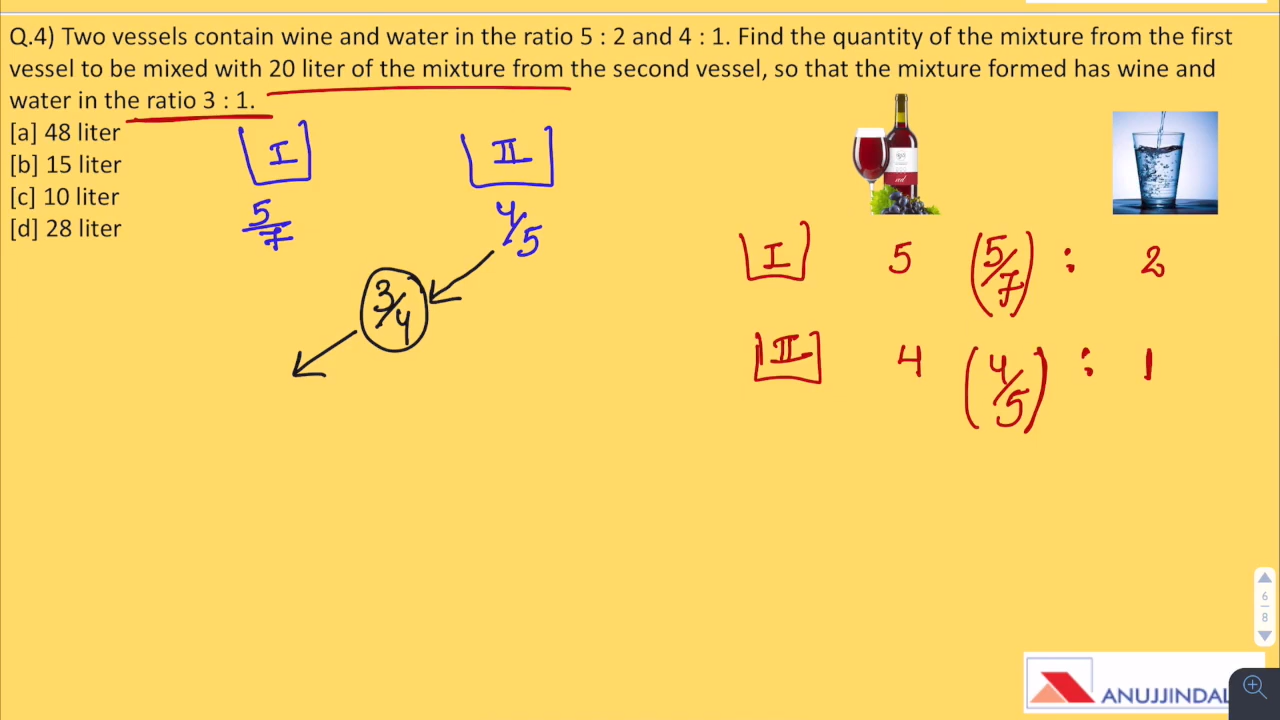 Q.4) Two vessels contain wine and water in the ratio 5 : 2 and 4 : 1. Find the quantity of the mixture from the first
vessel to be mixed with 20 liter of the mixture from the second vessel, so that the mixture formed has wine and
water in the ratio 3 : 1.
[a] 48 liter
[b] 15 liter
[c] 10 liter
[d] 28 liter
I
II
5/7
4/5
3/4
I 5 (5/7) : 2
II 4 (4/5) : 1
6
8
ANUJJINDAL